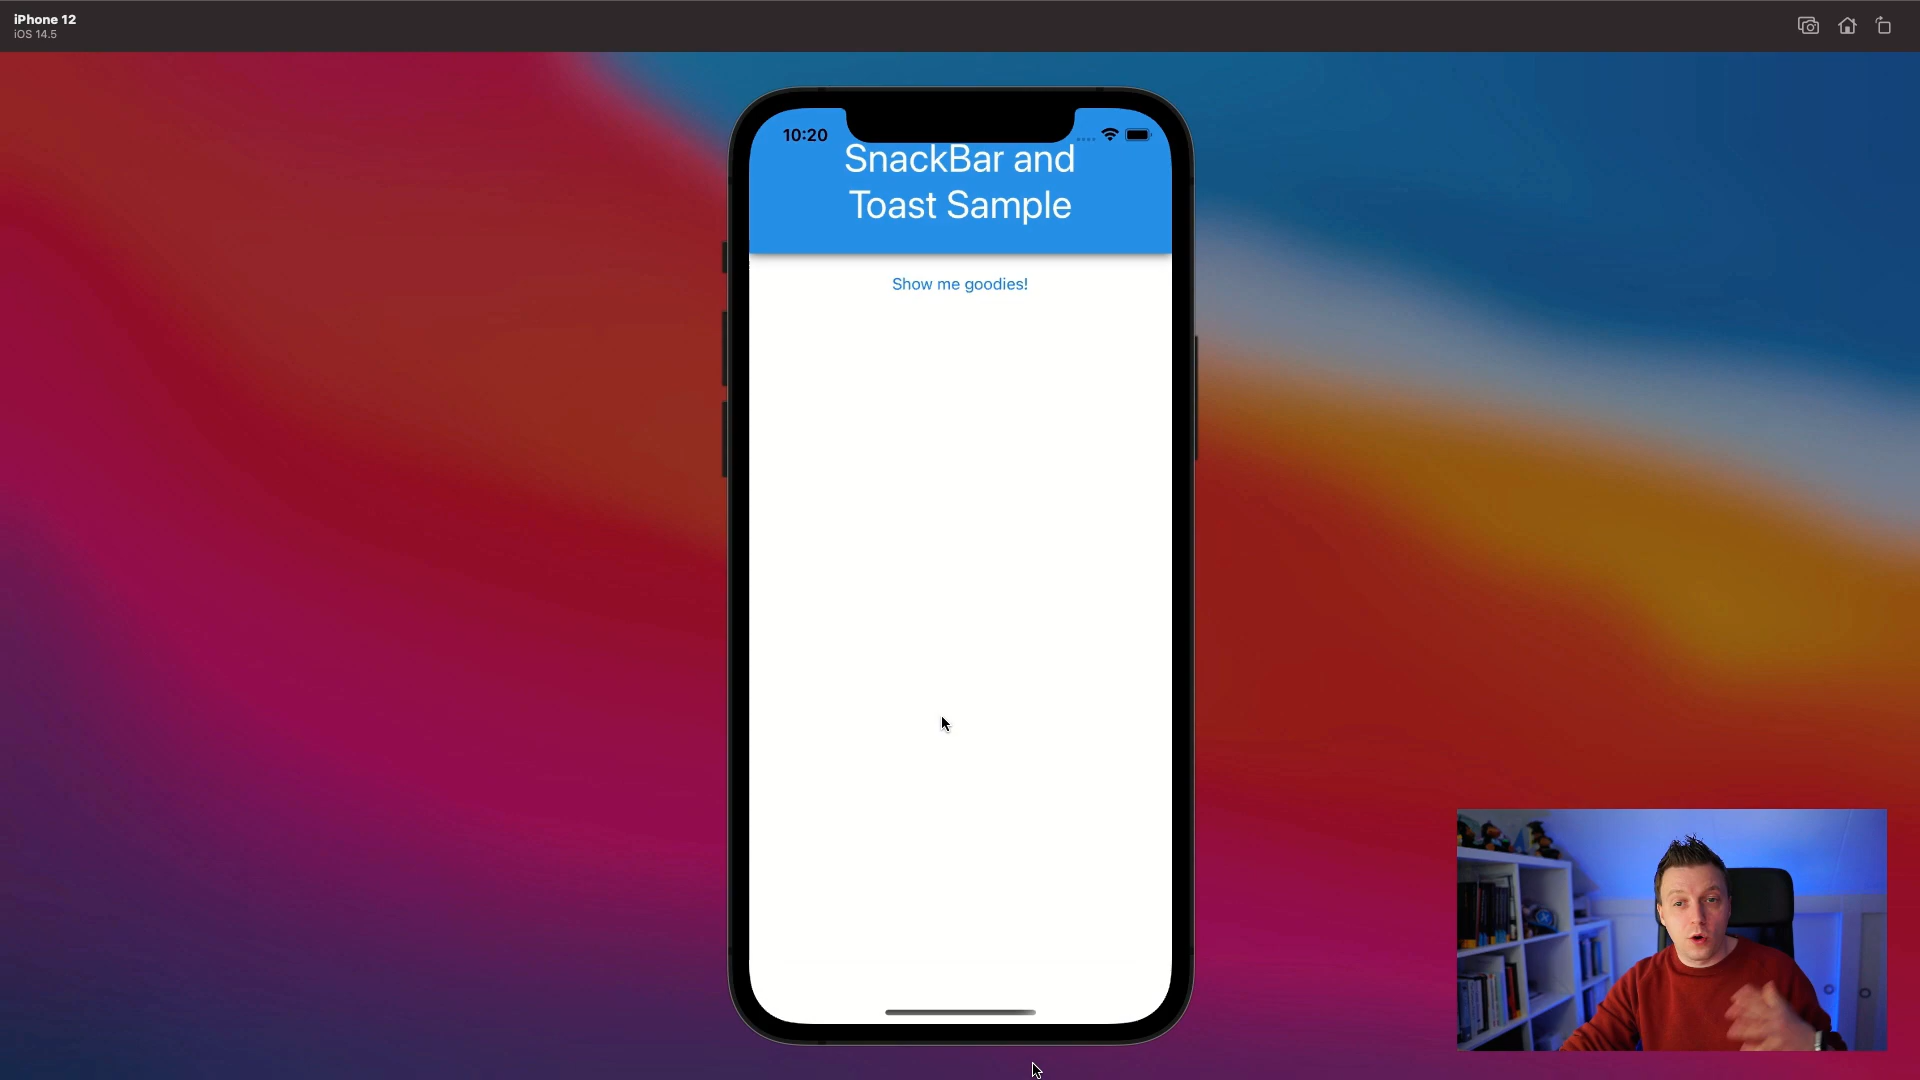 iPhone 12
iOS 14.5
10:20
SnackBar and
Toast Sample
Show me goodies!